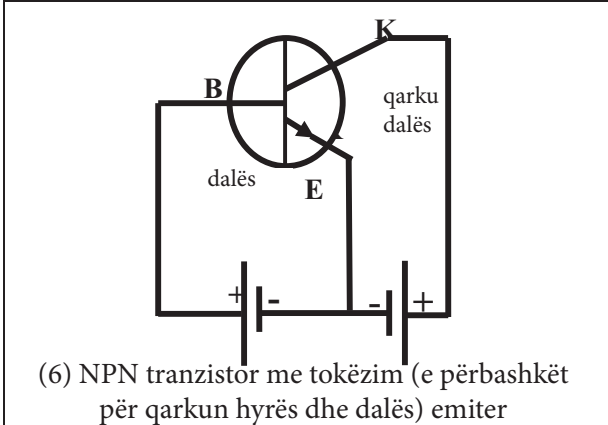 K
B
qarku
dalës
dalës
E
+ - - +
(6) NPN tranzistor me tokëzim (e përbashkët
për qarkun hyrës dhe dalës) emiter